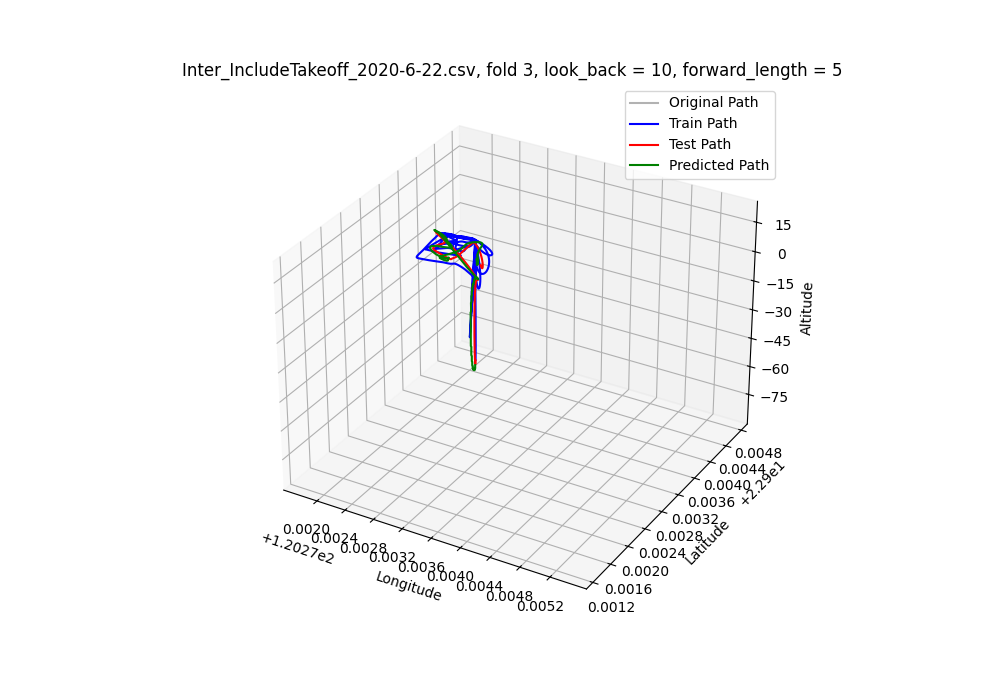 Inter_IncludeTakeoff_2020-6-22.csv, fold 3, look_back = 10, forward_length = 5
Original Path
Train Path
Test Path
Predicted Path
15
0
−15
−30
−45
−60
−75
Altitude
0.0048
0.0044
0.0040
0.0036
0.0032
0.0028
0.0024
0.0020
0.0016
0.0012
+2.29e1
Latitude
0.0020
0.0024
0.0028
0.0032
0.0036
0.0040
0.0044
0.0048
0.0052
+1.2027e2
Longitude